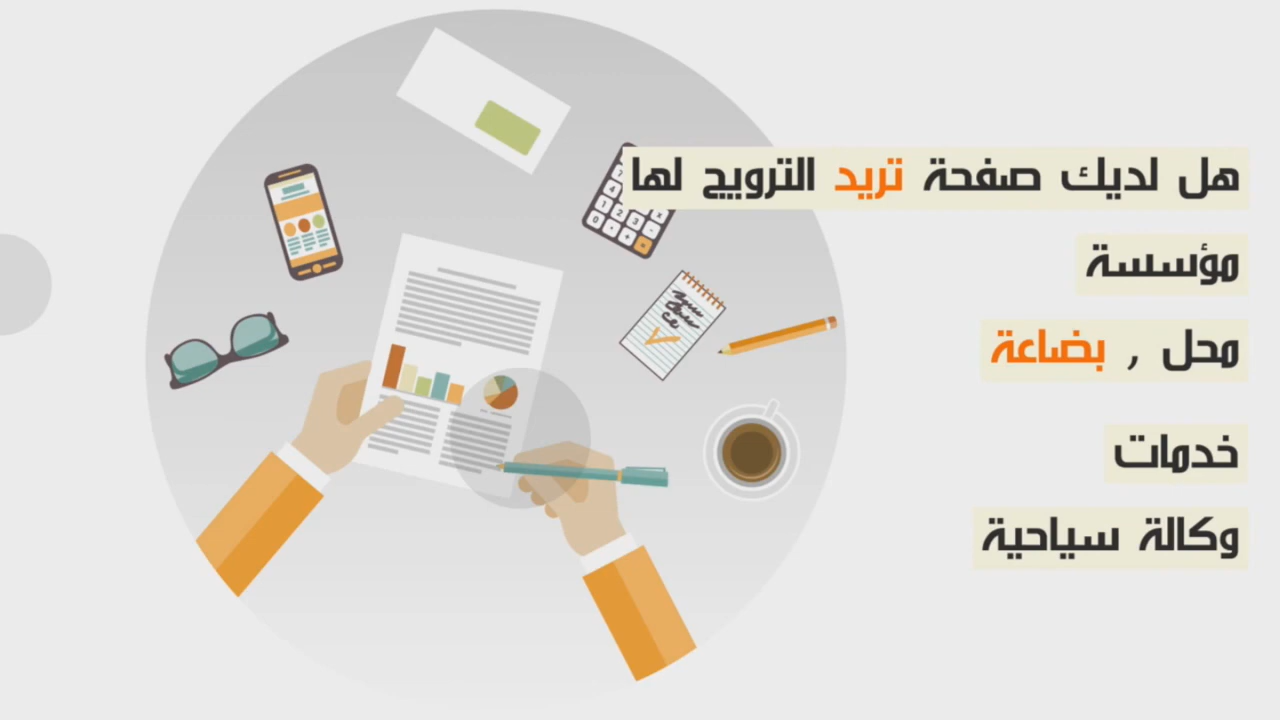 هل لديك صفحة تريد الترويج لها
مؤسسة
محل , بضاعة
خدمات
وكالة سياحية